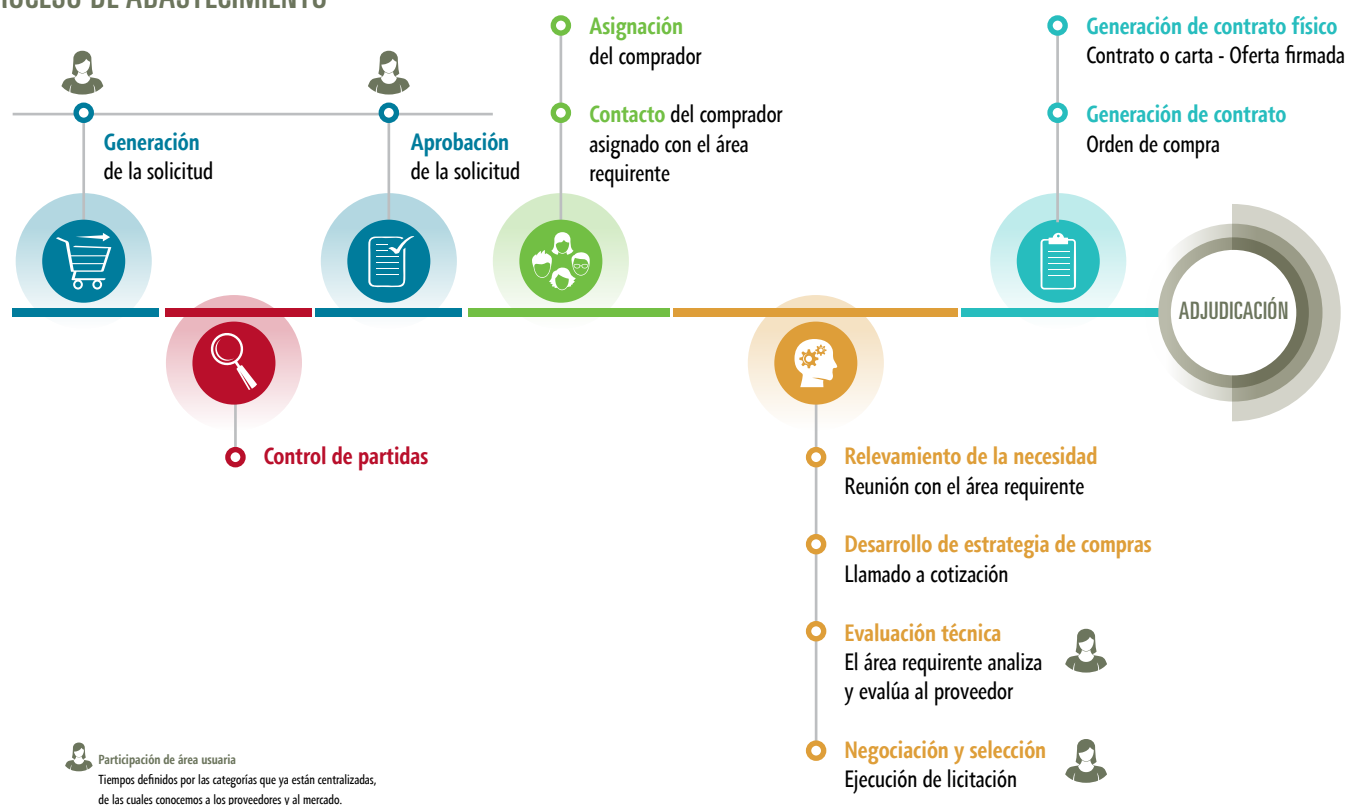 PROCESO DE ABASTECIMIENTO
Generación
de la solicitud
Control de partidas
Aprobación
de la solicitud
Asignación
del comprador
Contacto del comprador
asignado con el área
requirente
Relevamiento de la necesidad
Reunión con el área requirente
Desarrollo de estrategia de compras
Llamado a cotización
Evaluación técnica
El área requirente analiza
y evalúa al proveedor
Negociación y selección
Ejecución de licitación
Generación de contrato físico
Contrato o carta - Oferta firmada
Generación de contrato
Orden de compra
ADJUDICACIÓN
Participación de área usuaria
Tiempos definidos por las categorías que ya están centralizadas,
de las cuales conocemos a los proveedores y al mercado.